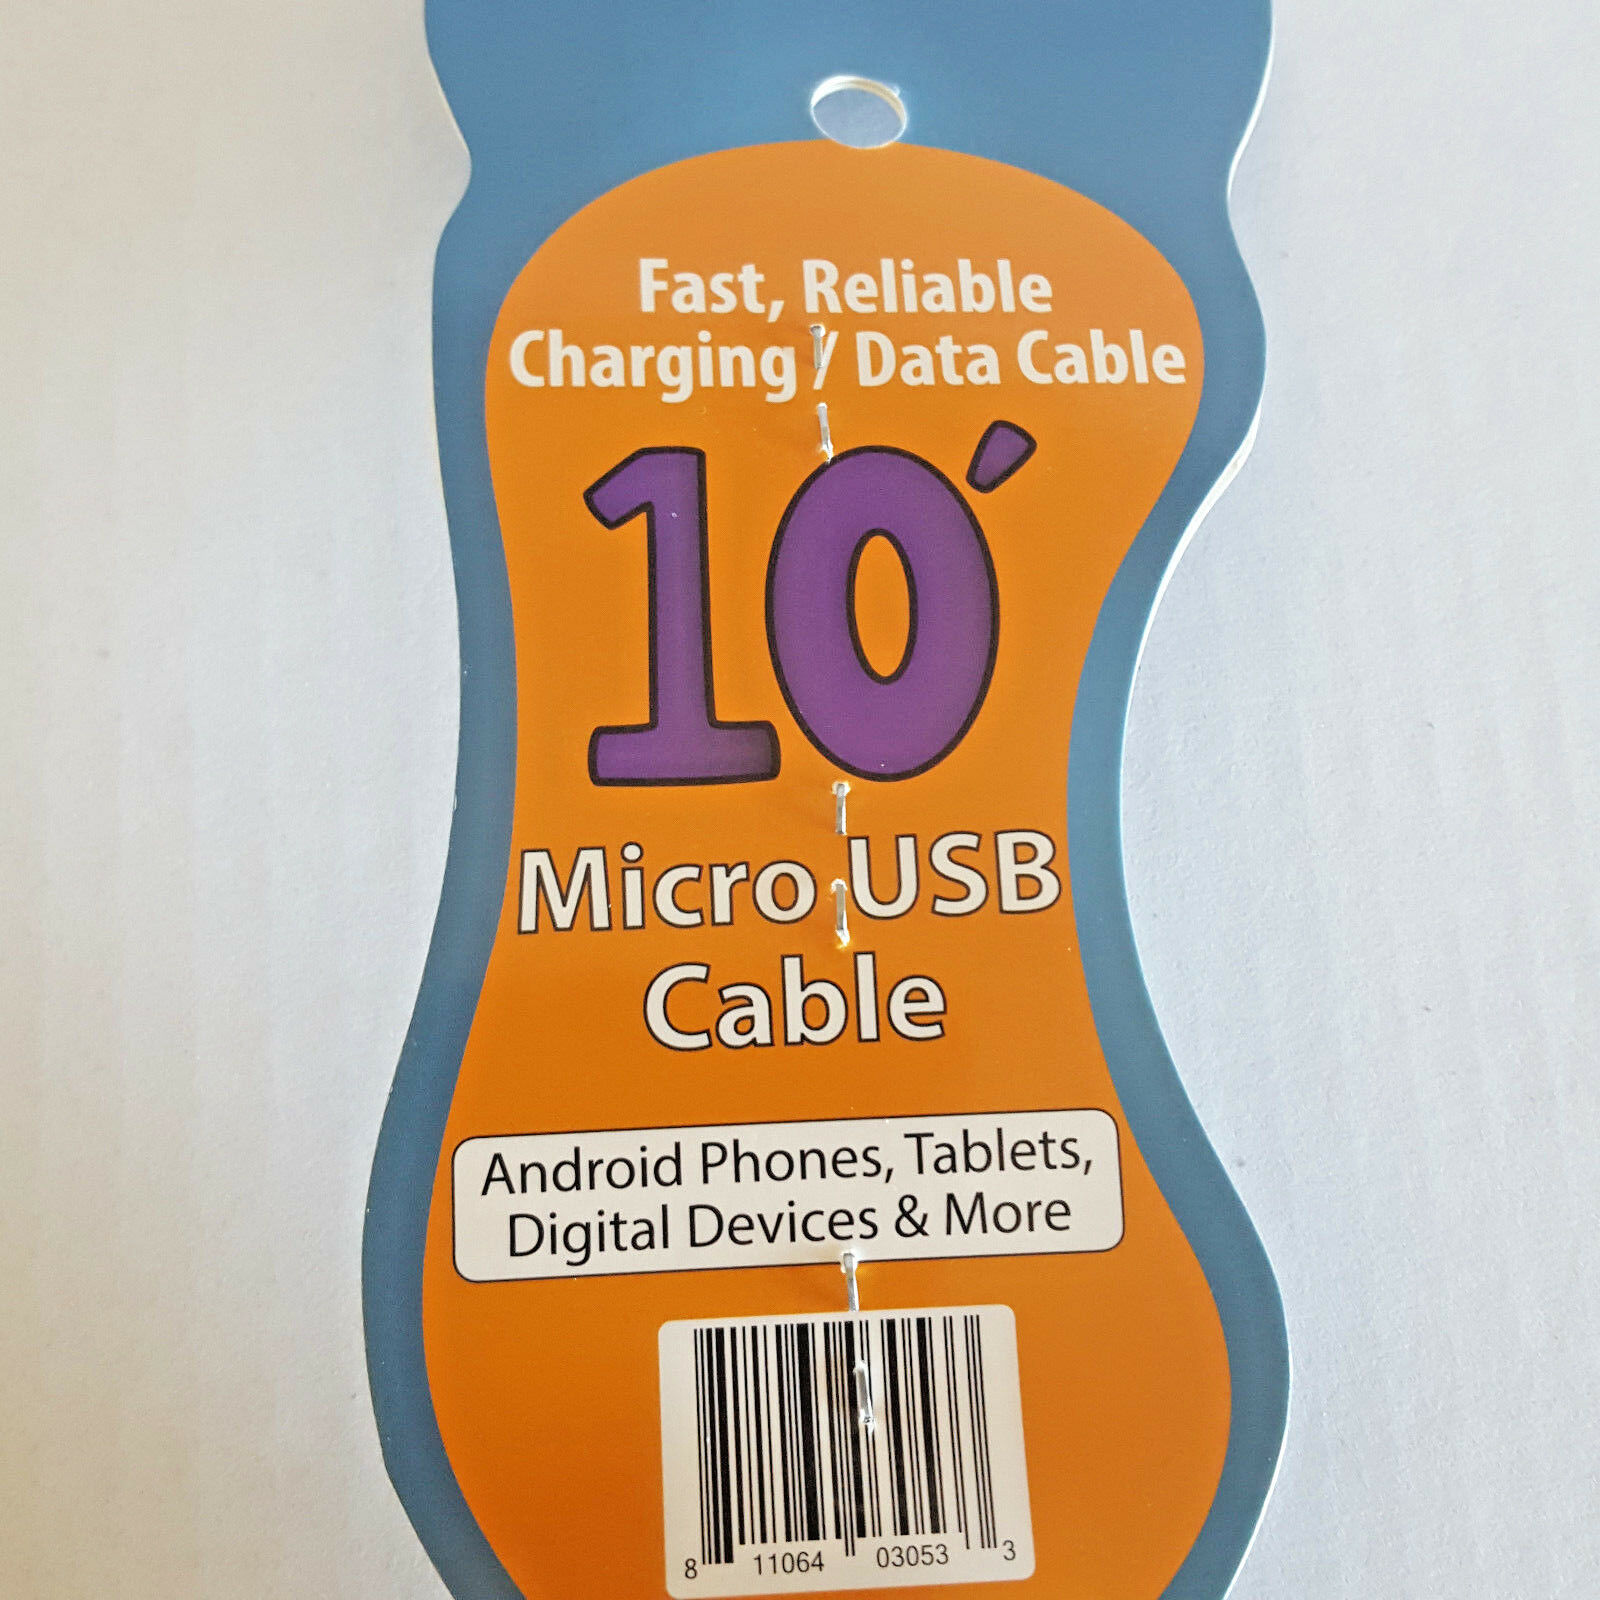 Fast, Reliable
Charging / Data Cable
10'
Micro USB
Cable
Android Phones, Tablets,
Digital Devices & More
8 11064 03053 3